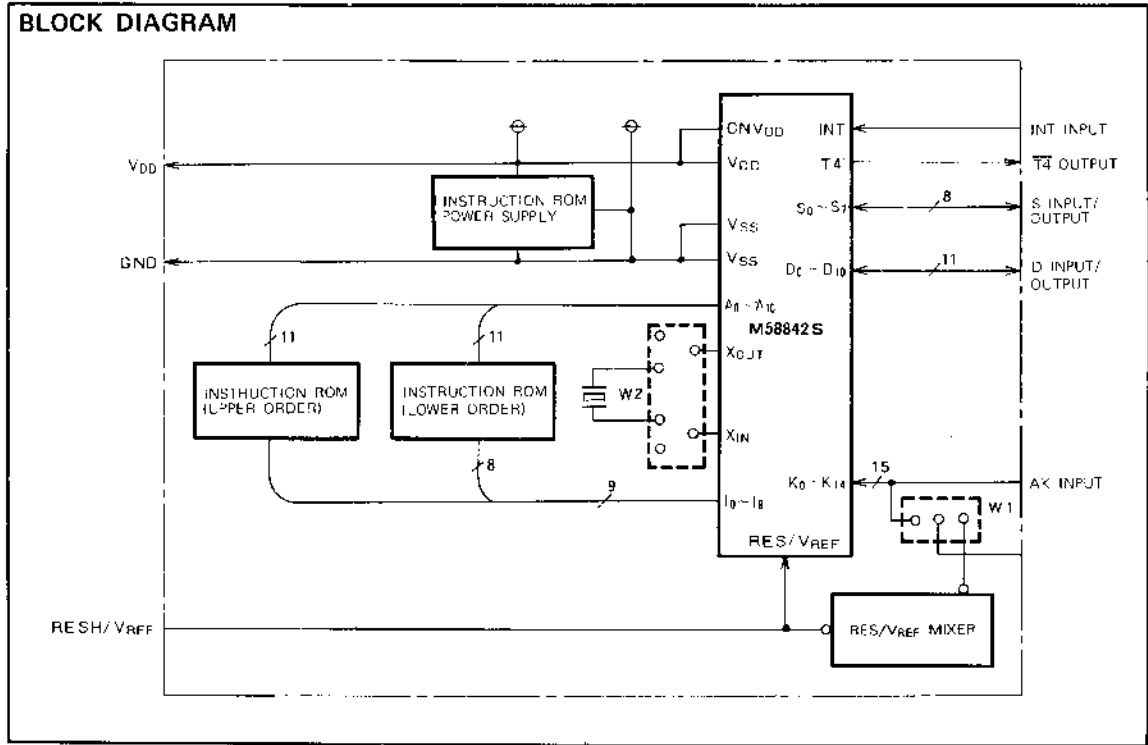 BLOCK DIAGRAM
CNVDD
INT
INT INPUT
VDD
VDD
T4
T4 OUTPUT
INSTRUCTION ROM
POWER SUPPLY
S0 ~ S7
8
S INPUT/
OUTPUT
VSS
GND
VSS
D0 ~ D10
11
D INPUT/
OUTPUT
A0 ~ A10
M58842S
11
11
XOUT
INSTRUCTION ROM
(UPPER ORDER)
INSTRUCTION ROM
(LOWER ORDER)
W2
XIN
8
9
I0 ~ I8
K0 ~ K14
15
AK INPUT
W1
RES/VREF
RESH/VREF
RES/VREF MIXER